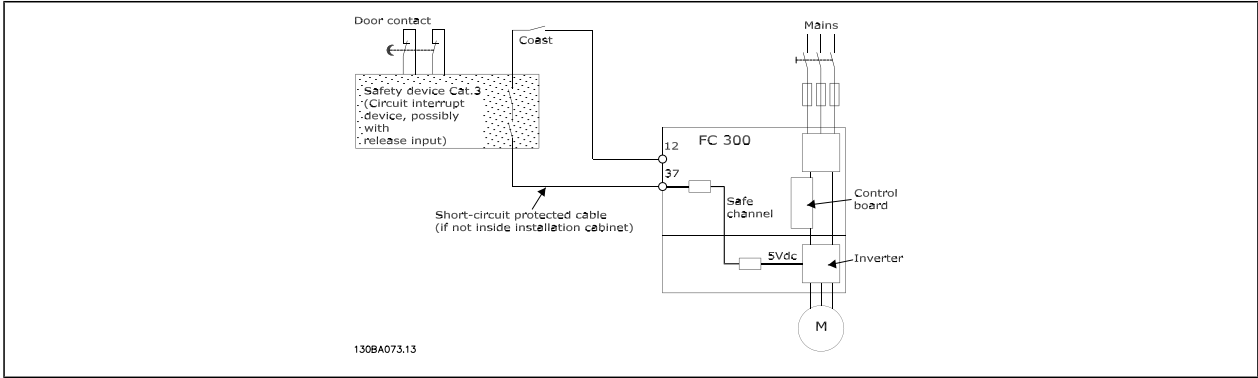 Door contact
Coast
Mains
Safety device Cat.3
(Circuit interrupt
device, possibly
with
release input)
FC 300
12
37
Safe
channel
Control
board
Short-circuit protected cable
(if not inside installation cabinet)
5Vdc
Inverter
M
130BA073.13